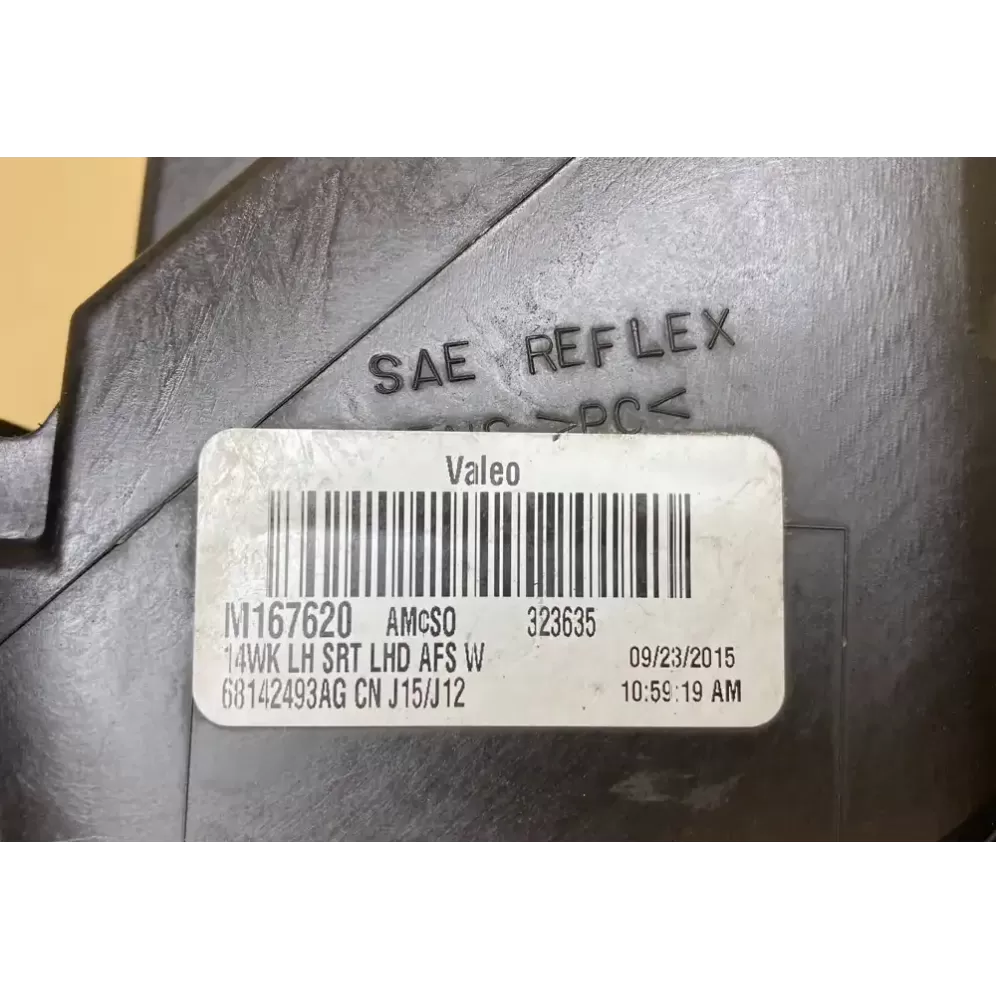 SAE REFLEX
>PC<
Valeo
M167620 AMcSO 323635
14WK LH SRT LHD AFS W 09/23/2015
68142493AG CN J15/J12 10:59:19 AM